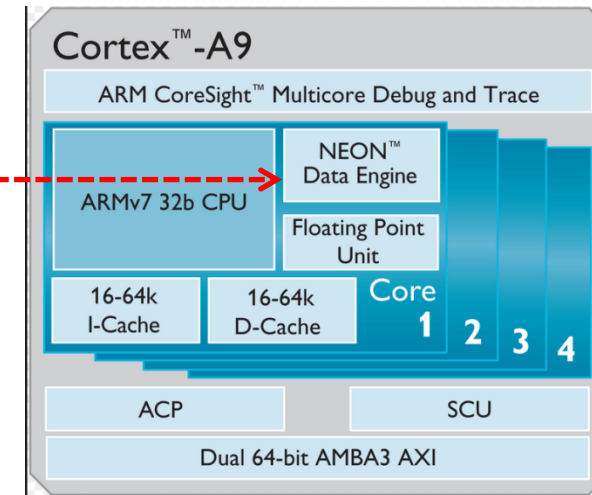 Cortex™-A9
ARM CoreSight™ Multicore Debug and Trace
NEON™
Data Engine
ARMv7 32b CPU
Floating Point
Unit
16-64k
I-Cache
16-64k
D-Cache
Core
1
2
3
4
ACP
SCU
Dual 64-bit AMBA3 AXI